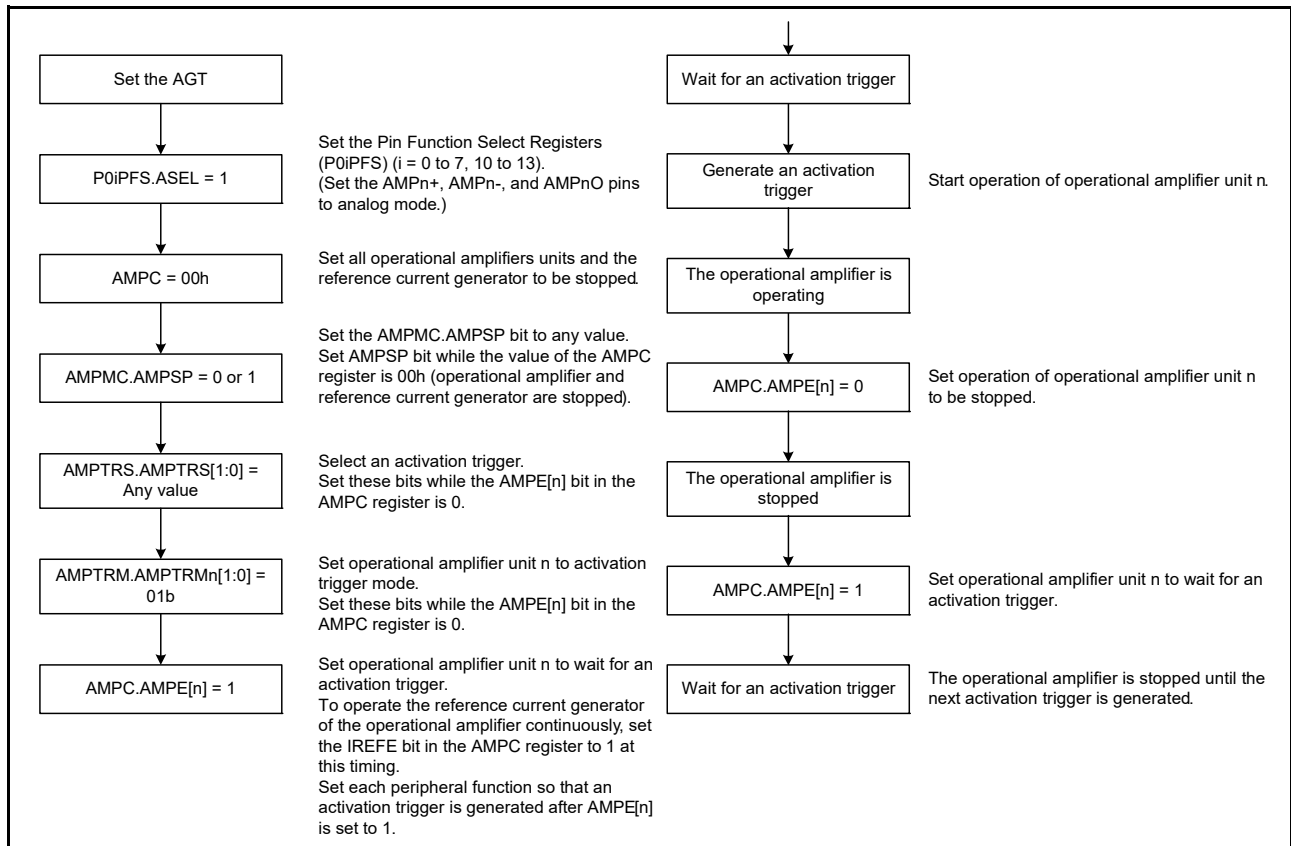 Set the AGT
P0iPFS.ASEL = 1
Set the Pin Function Select Registers
(P0iPFS) (i = 0 to 7, 10 to 13).
(Set the AMPn+, AMPn-, and AMPnO pins
to analog mode.)
AMPC = 00h
Set all operational amplifiers units and the
reference current generator to be stopped.
AMPMC.AMPSP = 0 or 1
Set the AMPMC.AMPSP bit to any value.
Set AMPSP bit while the value of the AMPC
register is 00h (operational amplifier and
reference current generator are stopped).
AMPTRS.AMPTRS[1:0] =
Any value
Select an activation trigger.
Set these bits while the AMPE[n] bit in the
AMPC register is 0.
AMPTRM.AMPTRMn[1:0] =
01b
Set operational amplifier unit n to activation
trigger mode.
Set these bits while the AMPE[n] bit in the
AMPC register is 0.
AMPC.AMPE[n] = 1
Set operational amplifier unit n to wait for an
activation trigger.
To operate the reference current generator
of the operational amplifier continuously, set
the IREFE bit in the AMPC register to 1 at
this timing.
Set each peripheral function so that an
activation trigger is generated after AMPE[n]
is set to 1.
Wait for an activation trigger
Generate an activation
trigger
Start operation of operational amplifier unit n.
The operational amplifier is
operating
AMPC.AMPE[n] = 0
Set operation of operational amplifier unit n
to be stopped.
The operational amplifier is
stopped
AMPC.AMPE[n] = 1
Set operational amplifier unit n to wait for an
activation trigger.
Wait for an activation trigger
The operational amplifier is stopped until the
next activation trigger is generated.